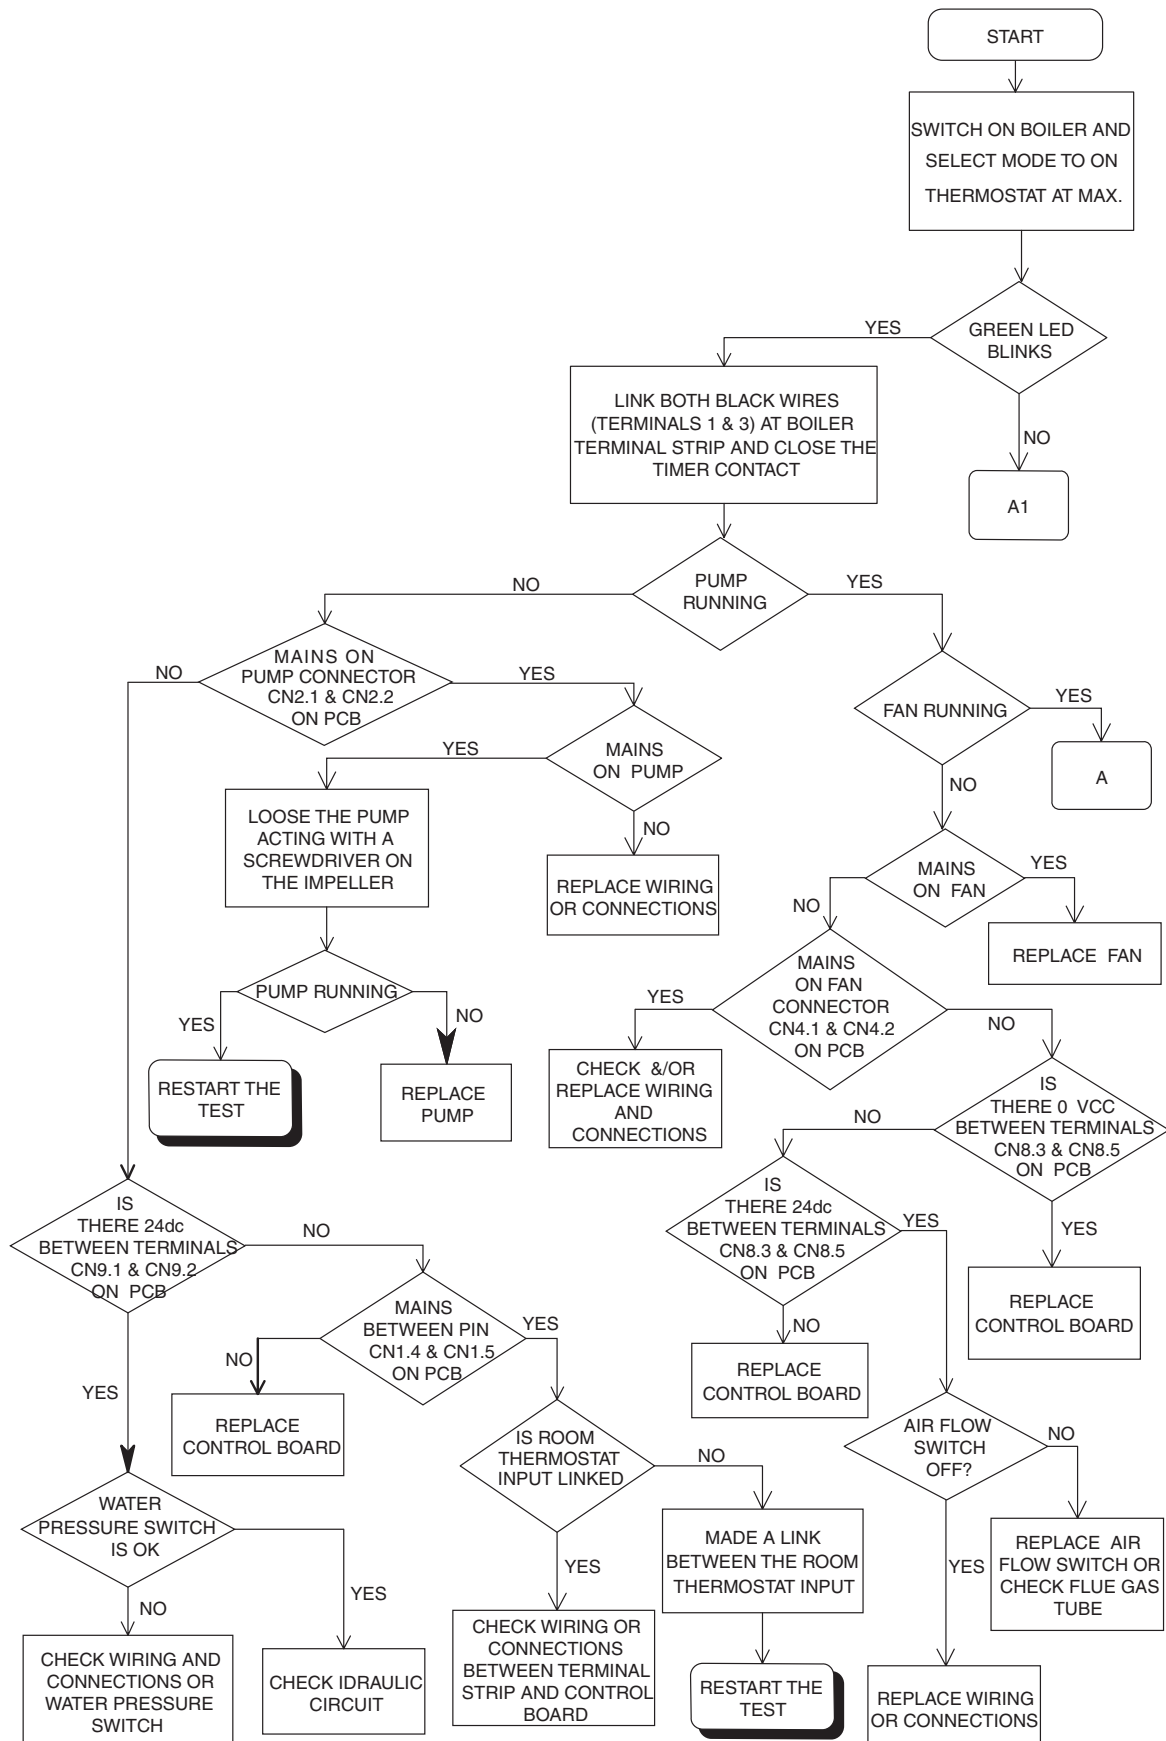 START
SWITCH ON BOILER AND
SELECT MODE TO ON
THERMOSTAT AT MAX.
YES
GREEN LED
BLINKS
NO
A1
LINK BOTH BLACK WIRES
(TERMINALS 1 & 3) AT BOILER
TERMINAL STRIP AND CLOSE THE
TIMER CONTACT
NO
PUMP
RUNNING
YES
NO
MAINS ON
PUMP CONNECTOR
CN2.1 & CN2.2
ON PCB
YES
FAN RUNNING
YES
A
NO
YES
MAINS
ON PUMP
NO
REPLACE WIRING
OR CONNECTIONS
LOOSE THE PUMP
ACTING WITH A
SCREWDRIVER ON
THE IMPELLER
MAINS
ON FAN
YES
REPLACE FAN
NO
PUMP RUNNING
YES
NO
RESTART THE
TEST
REPLACE
PUMP
YES
MAINS
ON FAN
CONNECTOR
CN4.1 & CN4.2
ON PCB
NO
CHECK &/OR
REPLACE WIRING
AND
CONNECTIONS
NO
IS
THERE 0 VCC
BETWEEN TERMINALS
CN8.3 & CN8.5
ON PCB
YES
REPLACE
CONTROL BOARD
IS
THERE 24dc
BETWEEN TERMINALS
CN8.3 & CN8.5
ON PCB
YES
NO
REPLACE
CONTROL BOARD
IS
THERE 24dc
BETWEEN TERMINALS
CN9.1 & CN9.2
ON PCB
NO
YES
MAINS
BETWEEN PIN
CN1.4 & CN1.5
ON PCB
YES
NO
REPLACE
CONTROL BOARD
IS ROOM
THERMOSTAT
INPUT LINKED
NO
YES
AIR FLOW
SWITCH
OFF?
NO
YES
WATER
PRESSURE SWITCH
IS OK
NO
YES
MADE A LINK
BETWEEN THE ROOM
THERMOSTAT INPUT
REPLACE AIR
FLOW SWITCH OR
CHECK FLUE GAS
TUBE
CHECK WIRING AND
CONNECTIONS OR
WATER PRESSURE
SWITCH
CHECK IDRAULIC
CIRCUIT
CHECK WIRING OR
CONNECTIONS
BETWEEN TERMINAL
STRIP AND CONTROL
BOARD
RESTART THE
TEST
REPLACE WIRING
OR CONNECTIONS